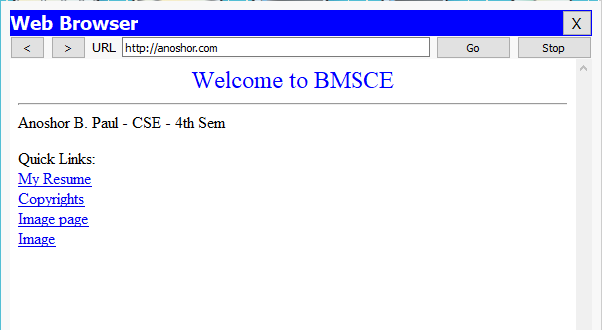 Web Browser X
< > URL http://anoshor.com Go Stop
Welcome to BMSCE
Anoshor B. Paul - CSE - 4th Sem
Quick Links:
My Resume
Copyrights
Image page
Image